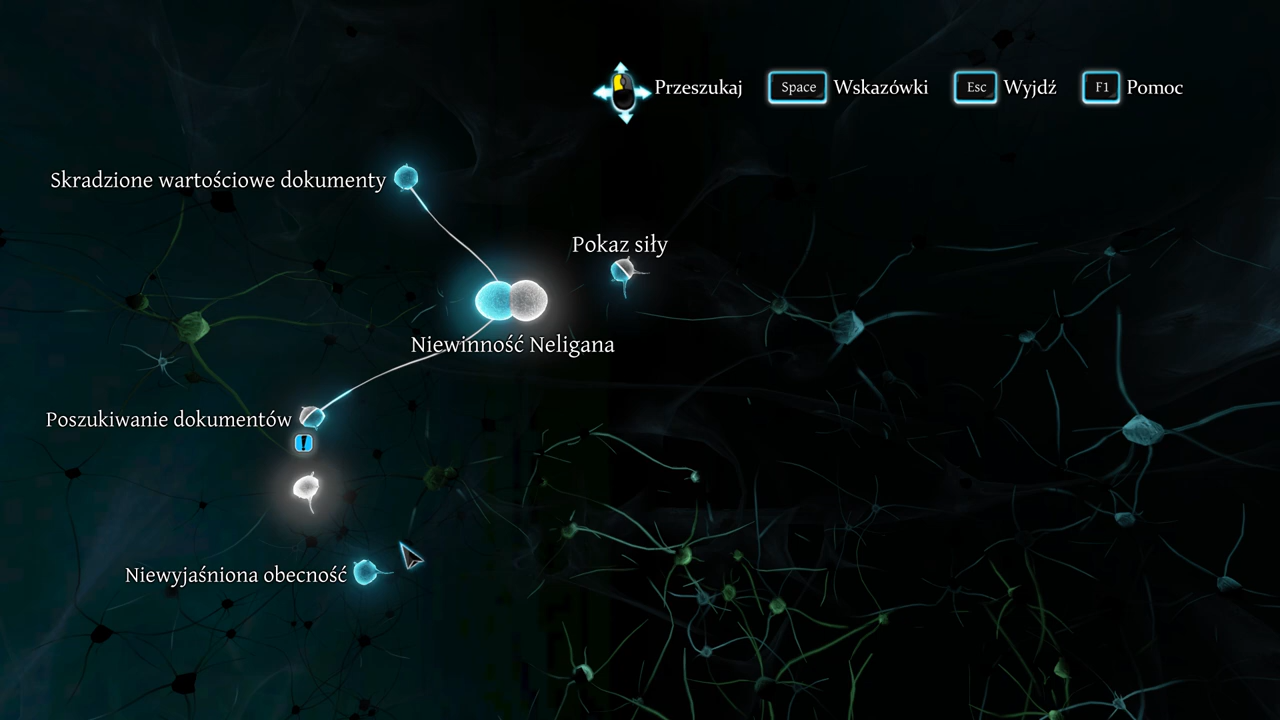 Przeszukaj Space Wskazówki Esc Wyjdź F1 Pomoc
Skradzione wartościowe dokumenty
Pokaz siły
Niewinność Neligana
Poszukiwanie dokumentów
!
Niewyjaśniona obecność